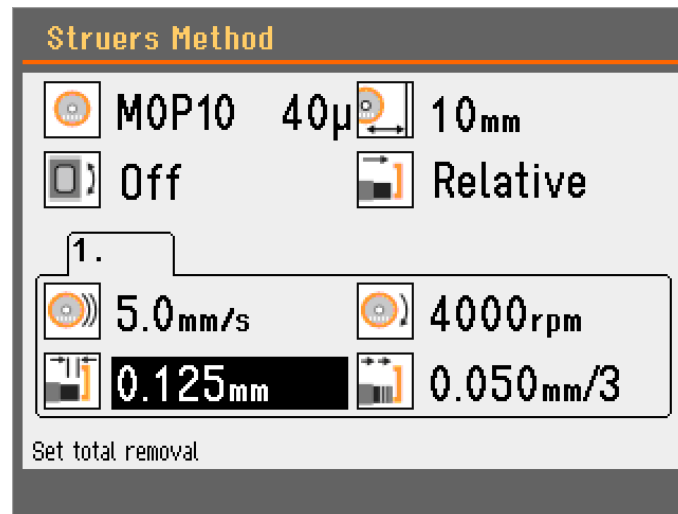 Struers Method
MOP10 40µ 10mm
Off Relative
1.
5.0mm/s 4000rpm
0.125mm 0.050mm/3
Set total removal